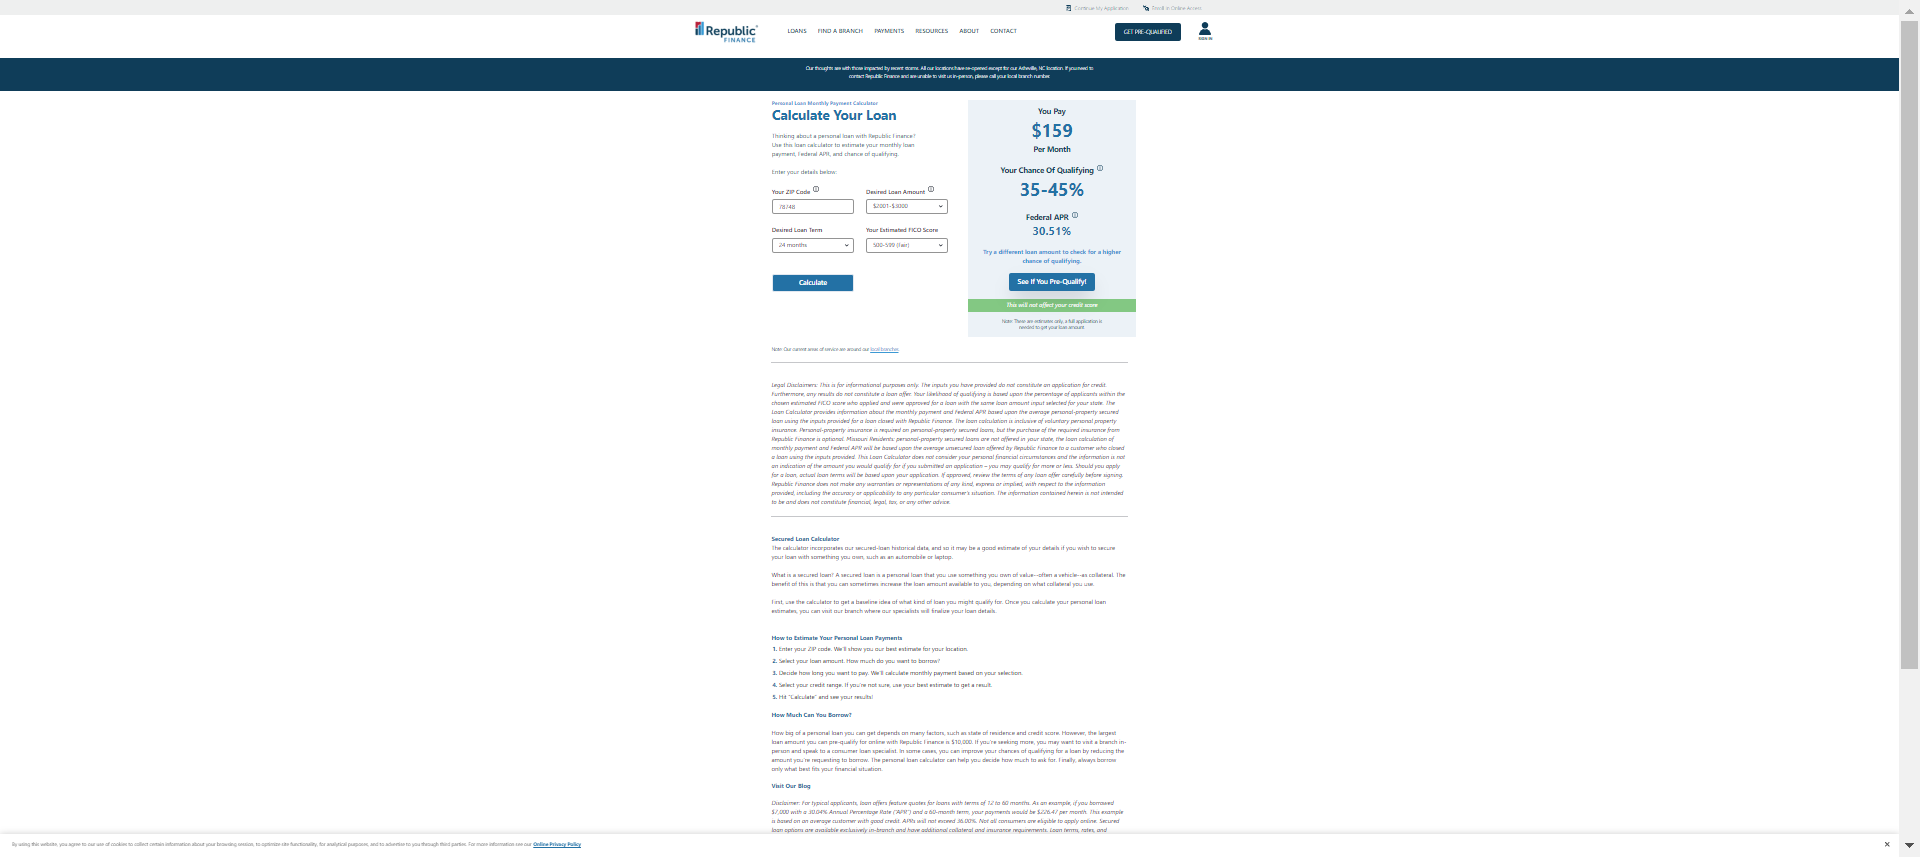 Continue My Application Enroll in Online Access
Republic FINANCE
LOANS FIND A BRANCH PAYMENTS RESOURCES ABOUT CONTACT
GET PRE-QUALIFIED
SIGN IN
Our thoughts are with those impacted by recent storms. All our locations have re-opened except for our Asheville, NC location. If you need to
contact Republic Finance and are unable to visit us in-person, please call your local branch number.
Personal Loan Monthly Payment Calculator
Calculate Your Loan
Thinking about a personal loan with Republic Finance?
Use this loan calculator to estimate your monthly loan
payment, Federal APR, and chance of qualifying.
Enter your details below:
Your ZIP Code Desired Loan Amount
78748 $2001-$3000
Desired Loan Term Your Estimated FICO Score
24 months 500-599 (Fair)
Calculate
You Pay
$159
Per Month
Your Chance Of Qualifying
35-45%
Federal APR
30.51%
Try a different loan amount to check for a higher
chance of qualifying.
See If You Pre-Qualify!
This will not affect your credit score
Note: These are estimates only, a full application is
needed to get your loan amount
Note: Our current areas of service are around our local branches
Legal Disclaimers: This is for informational purposes only. The inputs you have provided do not constitute an application for credit.
Furthermore, any results do not constitute a loan offer. Your likelihood of qualifying is based upon the percentage of applicants within the
chosen estimated FICO score who applied and were approved for a loan with the same loan amount input selected for your state. The
Loan Calculator provides information about the monthly payment and Federal APR based upon the average personal-property secured
loan using the inputs provided for a loan closed with Republic Finance. The loan calculation is inclusive of voluntary personal property
insurance. Personal-property insurance is required on personal-property secured loans, but the purchase of the required insurance from
Republic Finance is optional. Missouri Residents: personal-property secured loans are not offered in your state, the loan calculation of
monthly payment and Federal APR will be based upon the average unsecured loan offered by Republic Finance to a customer who closed
a loan using the inputs provided. This Loan Calculator does not consider your personal financial circumstances and the information is not
an indication of the amount you would qualify for if you submitted an application – you may qualify for more or less. Should you apply
for a loan, actual loan terms will be based upon your application. If approved, review the terms of any loan offer carefully before signing.
Republic Finance does not make any warranties or representations of any kind, express or implied, with respect to the information
provided, including the accuracy or applicability to any particular consumer's situation. The information contained herein is not intended
to be and does not constitute financial, legal, tax, or any other advice.
Secured Loan Calculator
The calculator incorporates our secured-loan historical data, and so it may be a good estimate of your details if you wish to secure
your loan with something you own, such as an automobile or laptop.
What is a secured loan? A secured loan is a personal loan that you use something you own of value--often a vehicle--as collateral. The
benefit of this is that you can sometimes increase the loan amount available to you, depending on what collateral you use.
First, use the calculator to get a baseline idea of what kind of loan you might qualify for. Once you calculate your personal loan
estimates, you can visit our branch where our specialists will finalize your loan details.
How to Estimate Your Personal Loan Payments
1. Enter your ZIP code. We'll show you our best estimate for your location.
2. Select your loan amount. How much do you want to borrow?
3. Decide how long you want to pay. We'll calculate monthly payment based on your selection.
4. Select your credit range. If you're not sure, use your best estimate to get a result.
5. Hit "Calculate" and see your results!
How Much Can You Borrow?
How big of a personal loan you can get depends on many factors, such as state of residence and credit score. However, the largest
loan amount you can pre-qualify for online with Republic Finance is $10,000. If you're seeking more, you may want to visit a branch in-
person and speak to a consumer loan specialist. In some cases, you can improve your chances of qualifying for a loan by reducing the
amount you're requesting to borrow. The personal loan calculator can help you decide how much to ask for. Finally, always borrow
only what best fits your financial situation.
Visit Our Blog
Disclaimer: For typical applicants, loan offers feature quotes for loans with terms of 12 to 60 months. As an example, if you borrowed
$7,000 with a 30.04% Annual Percentage Rate ("APR") and a 60-month term, your payments would be $226.47 per month. This example
is based on an average customer with good credit. APRs will not exceed 36.00%. Not all consumers are eligible to apply online. Secured
loan options are available exclusively in-branch and have additional collateral and insurance requirements. Loan terms, rates, and
By using this website, you agree to our use of cookies to collect certain information about your browsing session, to optimize site functionality, for analytical purposes, and to advertise to you through third parties. For more information see our Online Privacy Policy